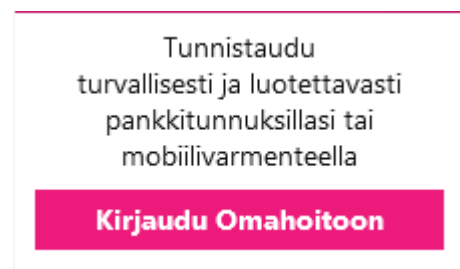 Tunnistaudu
turvallisesti ja luotettavasti
pankkitunnuksillasi tai
mobiilivarmenteella
Kirjaudu Omahoitoon